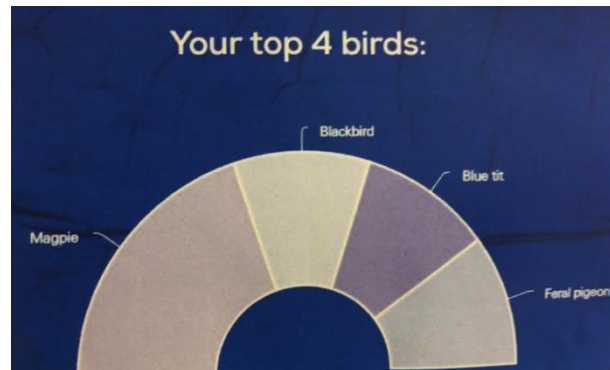 Your top 4 birds:
Blackbird
Blue tit
Magpie
Feral pigeon